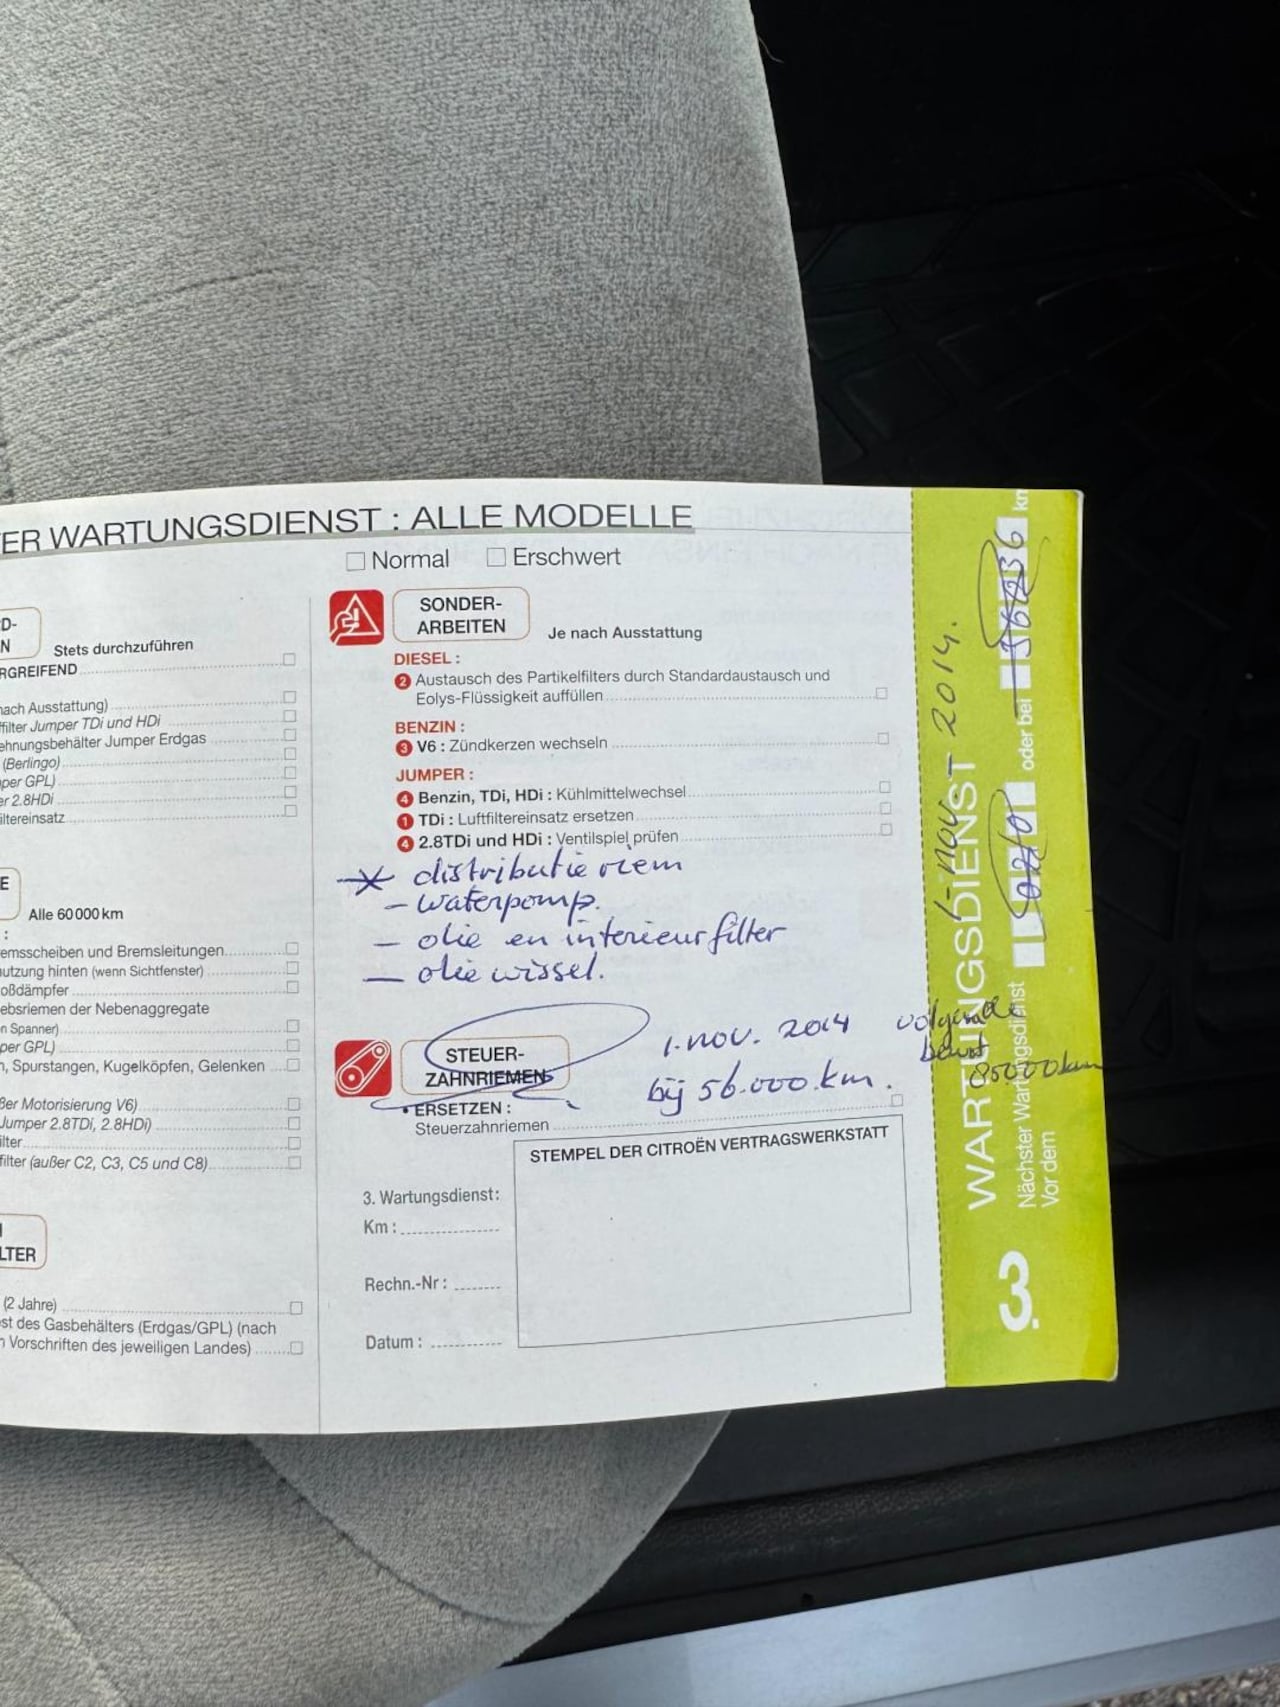 ER WARTUNGSDIENST : ALLE MODELLE
Normal Erschwert
D-
N
Stets durchzuführen
RGREIFEND
nach Ausstattung)
filter Jumper TDi und HDi
ehnungsbehälter Jumper Erdgas
(Berlingo)
per GPL)
er 2.8HDi
iltereinsatz
E
Alle 60 000 km
:
emsscheiben und Bremsleitungen
nutzung hinten (wenn Sichtfenster)
oßdämpfer
ebsriemen der Nebenaggregate
n Spanner)
per GPL)
n, Spurstangen, Kugelköpfen, Gelenken
ßer Motorisierung V6)
Jumper 2.8TDi, 2.8HDi)
ilter
filter (außer C2, C3, C5 und C8)
LTER
(2 Jahre)
st des Gasbehälters (Erdgas/GPL) (nach
n Vorschriften des jeweiligen Landes)
SONDER-
ARBEITEN
Je nach Ausstattung
DIESEL :
2 Austausch des Partikelfilters durch Standardaustausch und
Eolys-Flüssigkeit auffüllen
BENZIN :
3 V6 : Zündkerzen wechseln
JUMPER :
4 Benzin, TDi, HDi : Kühlmittelwechsel
1 TDi : Luftfiltereinsatz ersetzen
4 2.8TDi und HDi : Ventilspiel prüfen
distributie riem
- waterpomp.
- olie en interieurfilter
- olie wissel.
STEUER-
ZAHNRIEMEN
1. nov. 2014
bij 56.000 km.
• ERSETZEN :
Steuerzahnriemen
STEMPEL DER CITROËN VERTRAGSWERKSTATT
3. Wartungsdienst:
Km :
Rechn.-Nr :
Datum :
volgende
beurt
85000 km
3. WARTUNGSDIENST
1-nov.- 2014.
Nächster Wartungsdienst
Vor dem
oder bei
km